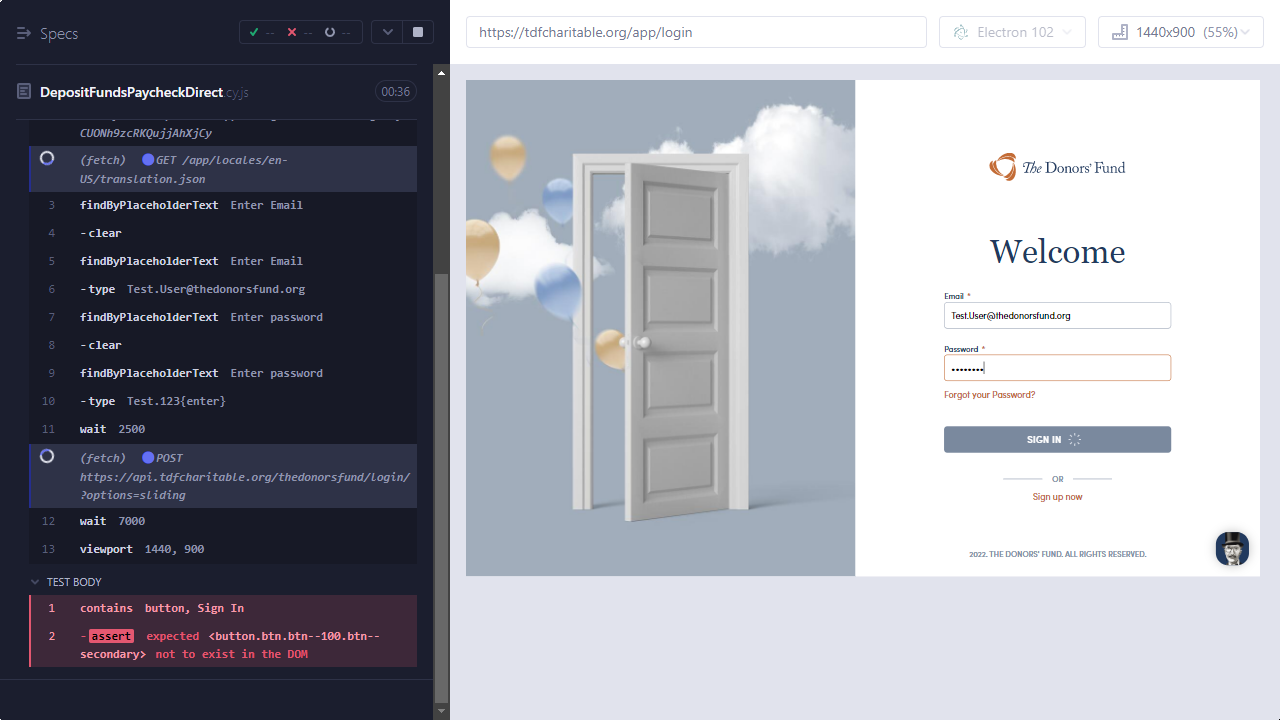 Specs
--
--
--
DepositFundsPaycheckDirect.cy.js
00:36
CUONh9zcRKQujjAhXjCy
(fetch) GET /app/locales/en-
US/translation.json
3 findByPlaceholderText Enter Email
4 -clear
5 findByPlaceholderText Enter Email
6 -type Test.User@thedonorsfund.org
7 findByPlaceholderText Enter password
8 -clear
9 findByPlaceholderText Enter password
10 -type Test.123{enter}
11 wait 2500
(fetch) POST
https://api.tdfcharitable.org/thedonorsfund/login/
?options=sliding
12 wait 7000
13 viewport 1440, 900
TEST BODY
1 contains button, Sign In
2 -assert expected <button.btn.btn--100.btn--
secondary> not to exist in the DOM
https://tdfcharitable.org/app/login
Electron 102
1440x900 (55%)
The Donors' Fund
Welcome
Email *
Test.User@thedonorsfund.org
Password *
••••••••
Forgot your Password?
SIGN IN
OR
Sign up now
2022. THE DONORS' FUND. ALL RIGHTS RESERVED.